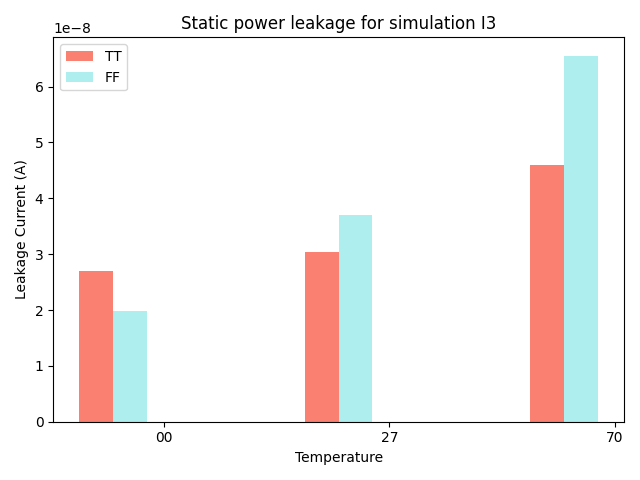 Static power leakage for simulation I3
1e−8
TT
FF
Leakage Current (A)
6
5
4
3
2
1
0
00
27
70
Temperature